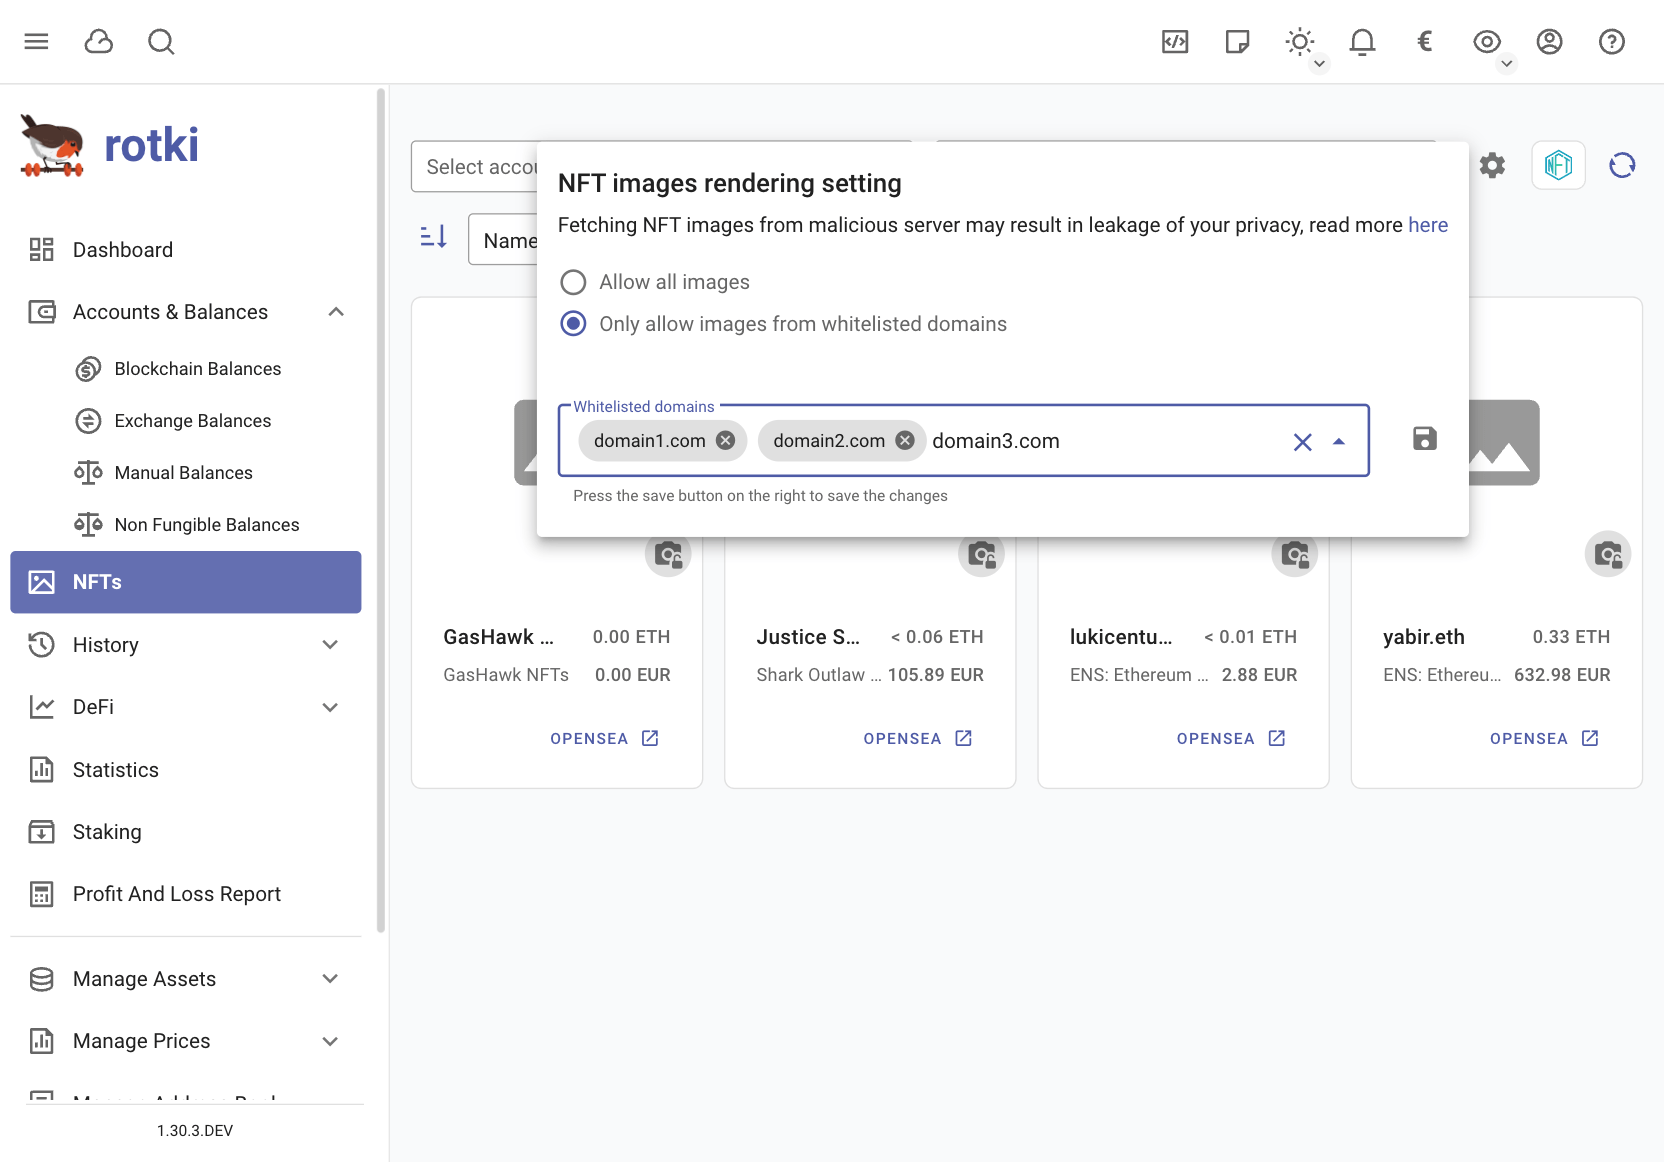 rotki
Dashboard
Accounts & Balances
Blockchain Balances
Exchange Balances
Manual Balances
Non Fungible Balances
NFTs
History
DeFi
Statistics
Staking
Profit And Loss Report
Manage Assets
Manage Prices
1.30.3.DEV
Select accou
Name
NFT images rendering setting
Fetching NFT images from malicious server may result in leakage of your privacy, read more here
Allow all images
Only allow images from whitelisted domains
Whitelisted domains
domain1.com domain2.com domain3.com
Press the save button on the right to save the changes
NFT
GasHawk ... 0.00 ETH
GasHawk NFTs 0.00 EUR
OPENSEA
Justice S... < 0.06 ETH
Shark Outlaw ... 105.89 EUR
OPENSEA
lukicentu... < 0.01 ETH
ENS: Ethereum ... 2.88 EUR
OPENSEA
yabir.eth 0.33 ETH
ENS: Ethereu... 632.98 EUR
OPENSEA